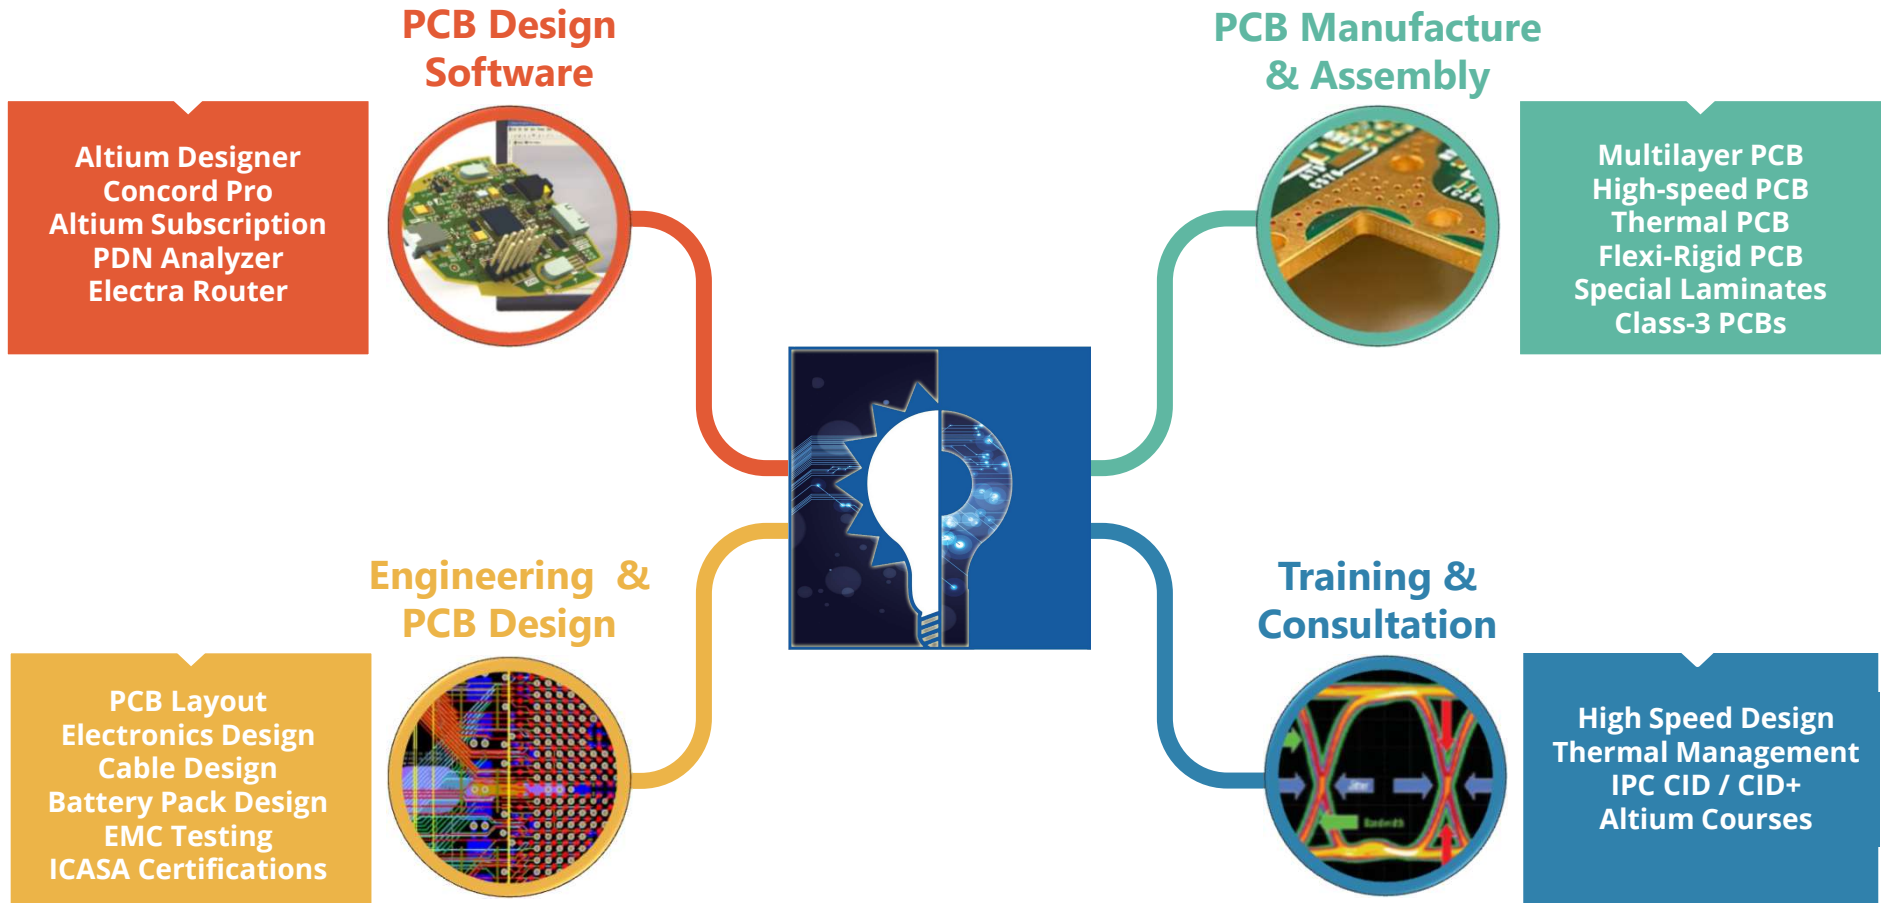 PCB Design
Software
Altium Designer
Concord Pro
Altium Subscription
PDN Analyzer
Electra Router
PCB Manufacture
& Assembly
Multilayer PCB
High-speed PCB
Thermal PCB
Flexi-Rigid PCB
Special Laminates
Class-3 PCBs
Engineering &
PCB Design
PCB Layout
Electronics Design
Cable Design
Battery Pack Design
EMC Testing
ICASA Certifications
Training &
Consultation
Jitter
Bandwidth
High Speed Design
Thermal Management
IPC CID / CID+
Altium Courses